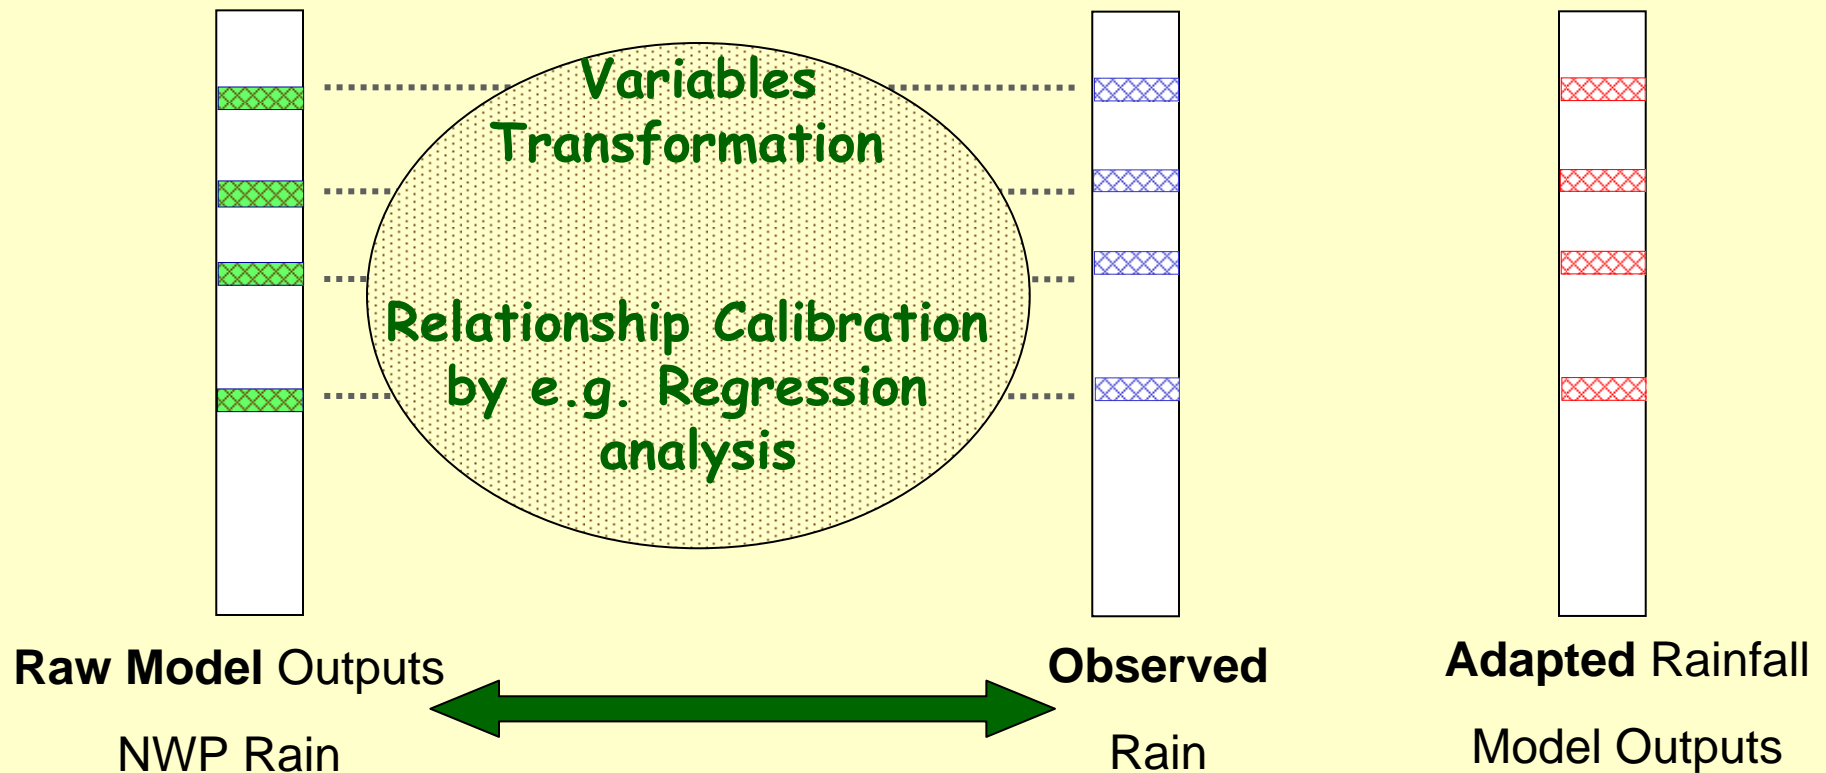 Variables
Transformation
Relationship Calibration
by e.g. Regression
analysis
Raw Model Outputs
NWP Rain
Observed
Rain
Adapted Rainfall
Model Outputs